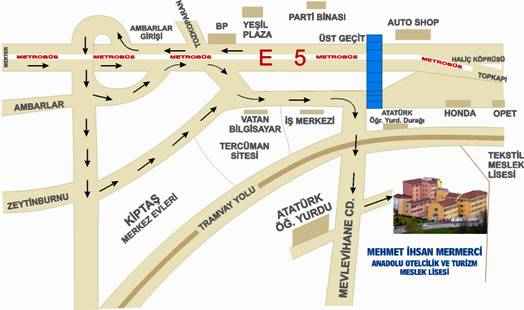 AMBARLAR
GİRİŞİ
TOZKOPARAN
BP
YEŞİL
PLAZA
PARTİ BİNASI
ÜST GEÇİT
AUTO SHOP
MERTER
METROBÜS
METROBÜS
METROBÜS
E 5
METROBÜS
METROBÜS
HALİÇ KÖPRÜSÜ
TOPKAPI
AMBARLAR
VATAN
BİLGİSAYAR
İŞ MERKEZİ
ATATÜRK
Öğr. Yurd. Durağı
HONDA
OPET
TERCÜMAN
SİTESİ
TEKSTİL
MESLEK
LİSESİ
ZEYTİNBURNU
KİPTAŞ
MERKEZ EVLERİ
TRAMVAY YOLU
ATATÜRK
ÖĞ. YURDU
MEVLEVİHANE CD.
MEHMET İHSAN MERMERCİ
ANADOLU OTELCİLİK VE TURİZM
MESLEK LİSESİ